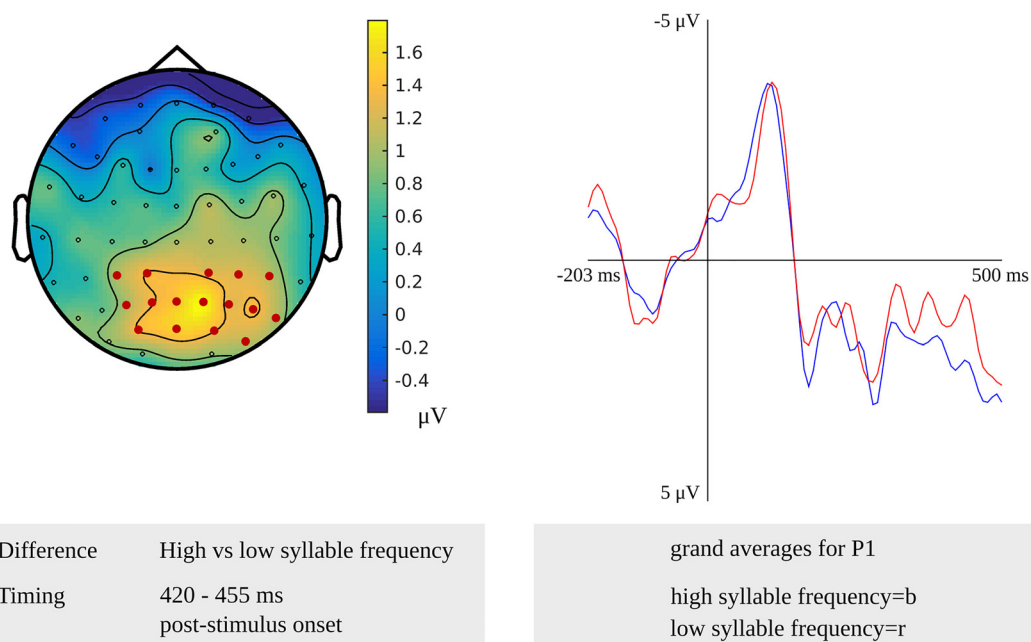 1.6
1.4
1.2
1
0.8
0.6
0.4
0.2
0
-0.2
-0.4
μV
-5 μV
-203 ms
500 ms
5 μV
Difference High vs low syllable frequency
Timing 420 - 455 ms
post-stimulus onset
grand averages for P1
high syllable frequency=b
low syllable frequency=r